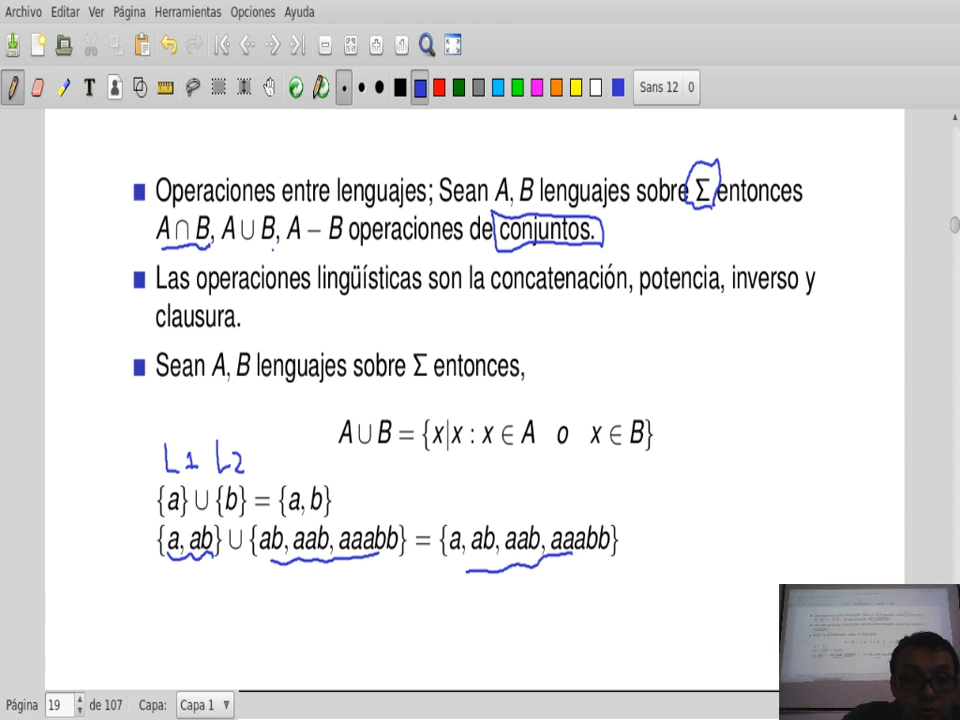 Archivo Editar Ver Página Herramientas Opciones Ayuda
T Sans 12 0
Operaciones entre lenguajes; Sean A, B lenguajes sobre Σ entonces
A ∩ B, A ∪ B, A − B operaciones de conjuntos.
Las operaciones lingüísticas son la concatenación, potencia, inverso y
clausura.
Sean A, B lenguajes sobre Σ entonces,
A ∪ B = {x|x : x ∈ A o x ∈ B}
L1 L2
{a} ∪ {b} = {a, b}
{a, ab} ∪ {ab, aab, aaabb} = {a, ab, aab, aaabb}
Página 19 de 107 Capa: Capa 1